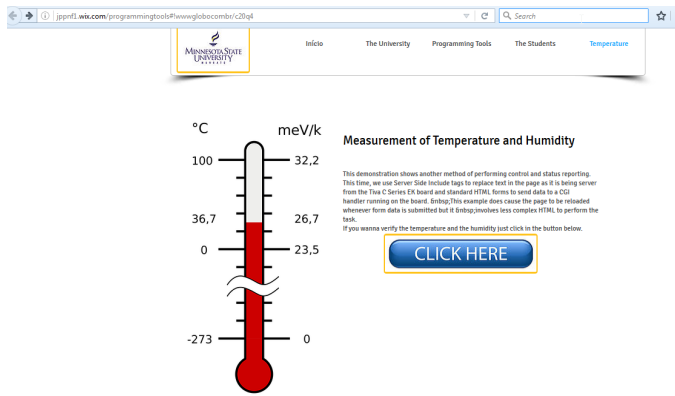 jppnf1.wix.com/programmingtools#!wwwglobocombr/c20q4
Search
MINNESOTA STATE
UNIVERSITY
MANKATO
Início
The University
Programming Tools
The Students
Temperature
°C
meV/k
100
32,2
36,7
26,7
0
23,5
-273
0
Measurement of Temperature and Humidity
This demonstration shows another method of performing control and status reporting.
This time, we use Server Side Include tags to replace text in the page as it is being server
from the Tiva C Series EK board and standard HTML forms to send data to a CGI
handler running on the board. &nbsp;This example does cause the page to be reloaded
whenever form data is submitted but it &nbsp;involves less complex HTML to perform the
task.
If you wanna verify the temperature and the humidity just click in the button below.
CLICK HERE